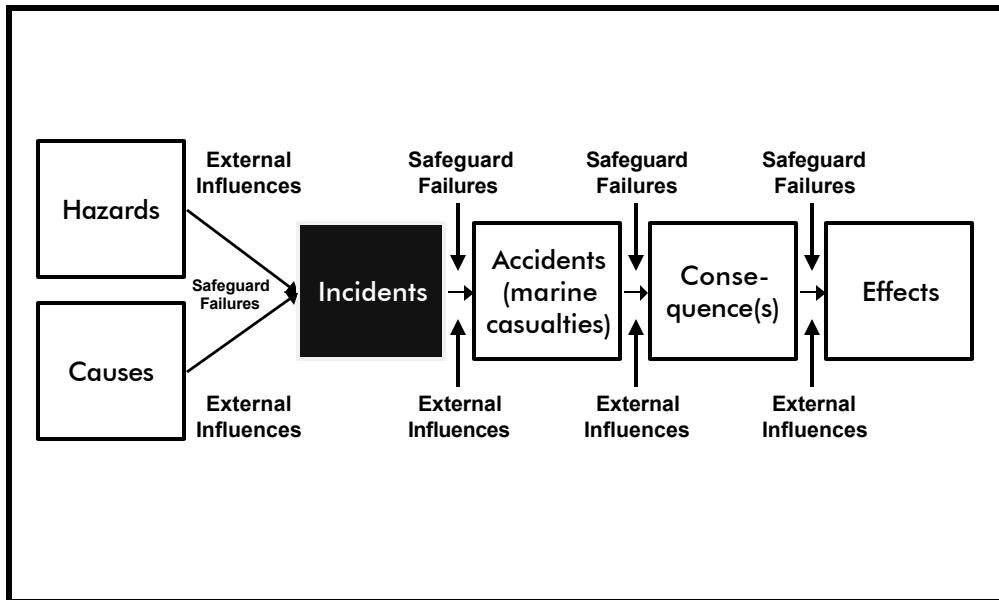 External
Influences
Safeguard
Failures
Safeguard
Failures
Safeguard
Failures
Hazards
Safeguard
Failures
Incidents
Accidents
(marine
casualties)
Conse-
quence(s)
Effects
Causes
External
Influences
External
Influences
External
Influences
External
Influences